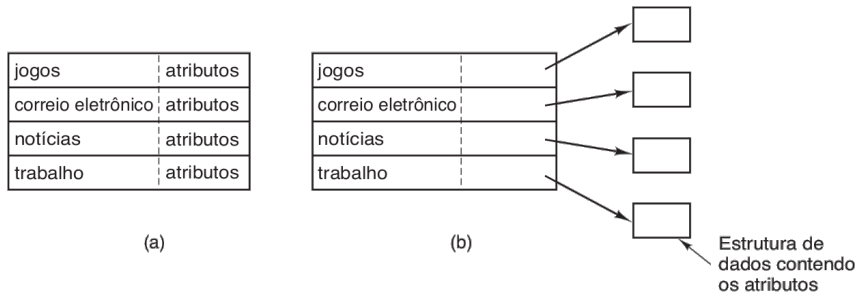 jogos atributos
correio eletrônico atributos
notícias atributos
trabalho atributos
(a)
jogos
correio eletrônico
notícias
trabalho
(b)
Estrutura de
dados contendo
os atributos